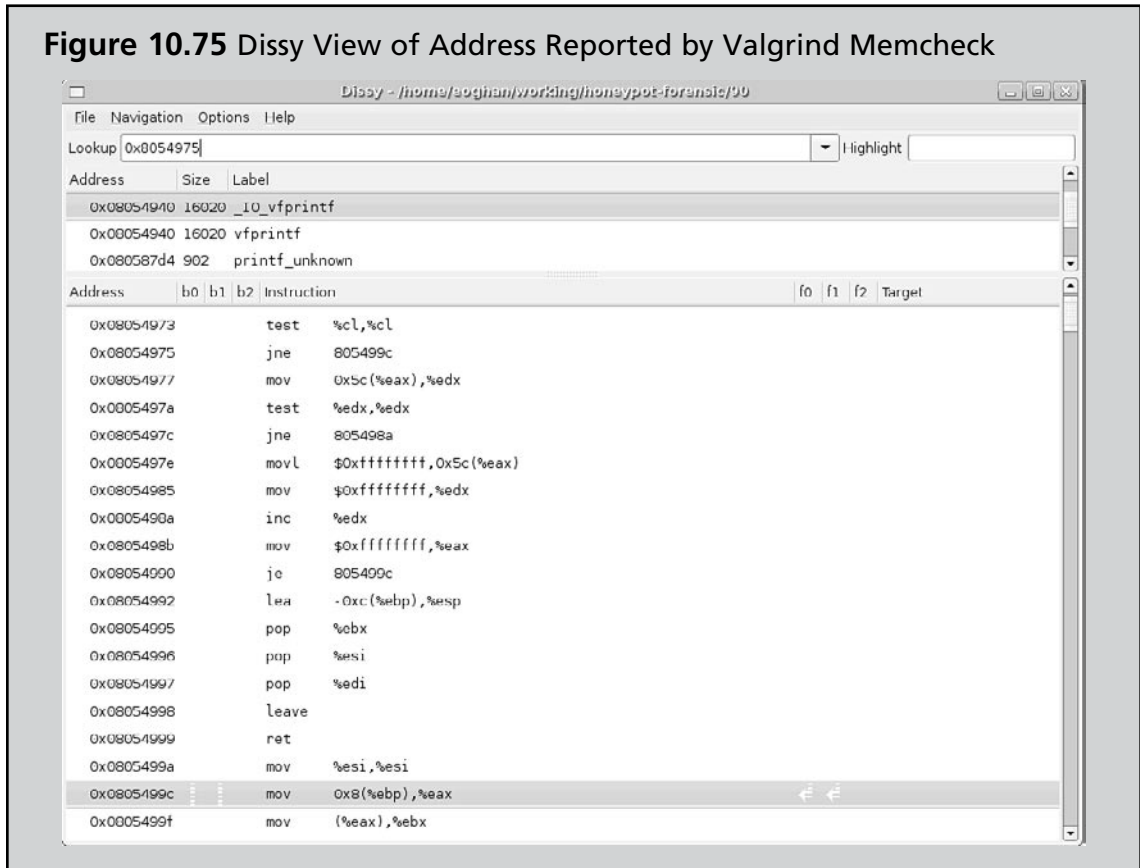 Figure 10.75 Dissy View of Address Reported by Valgrind Memcheck
Dissy - /home/aoghan/working/honeypot-forensic/90
File Navigation Options Help
Lookup 0x8054975 Highlight
Address Size Label
0x08054940 16020 _IO_vfprintf
0x08054940 16020 vfprintf
0x080587d4 902 printf_unknown
Address b0 b1 b2 Instruction f0 f1 f2 Target
0x08054973 test %cl,%cl
0x08054975 jne 805499c
0x08054977 mov 0x5c(%eax),%edx
0x0805497a test %edx,%edx
0x0805497c jne 805498a
0x0805497e movl $0xffffffff,0x5c(%eax)
0x08054985 mov $0xffffffff,%edx
0x0805498a inc %edx
0x0805498b mov $0xffffffff,%eax
0x08054990 je 805499c
0x08054992 lea -0xc(%ebp),%esp
0x08054995 pop %ebx
0x08054996 pop %esi
0x08054997 pop %edi
0x08054998 leave
0x08054999 ret
0x0805499a mov %esi,%esi
0x0805499c mov 0x8(%ebp),%eax
0x0805499f mov (%eax),%ebx